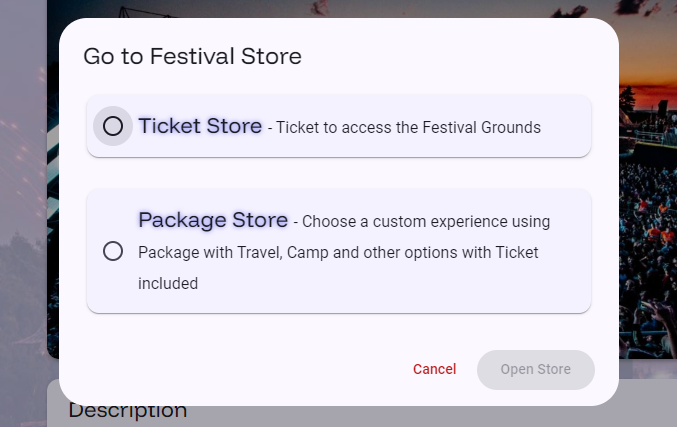 Go to Festival Store
Ticket Store - Ticket to access the Festival Grounds
Package Store - Choose a custom experience using
Package with Travel, Camp and other options with Ticket
included
Cancel
Open Store
Description